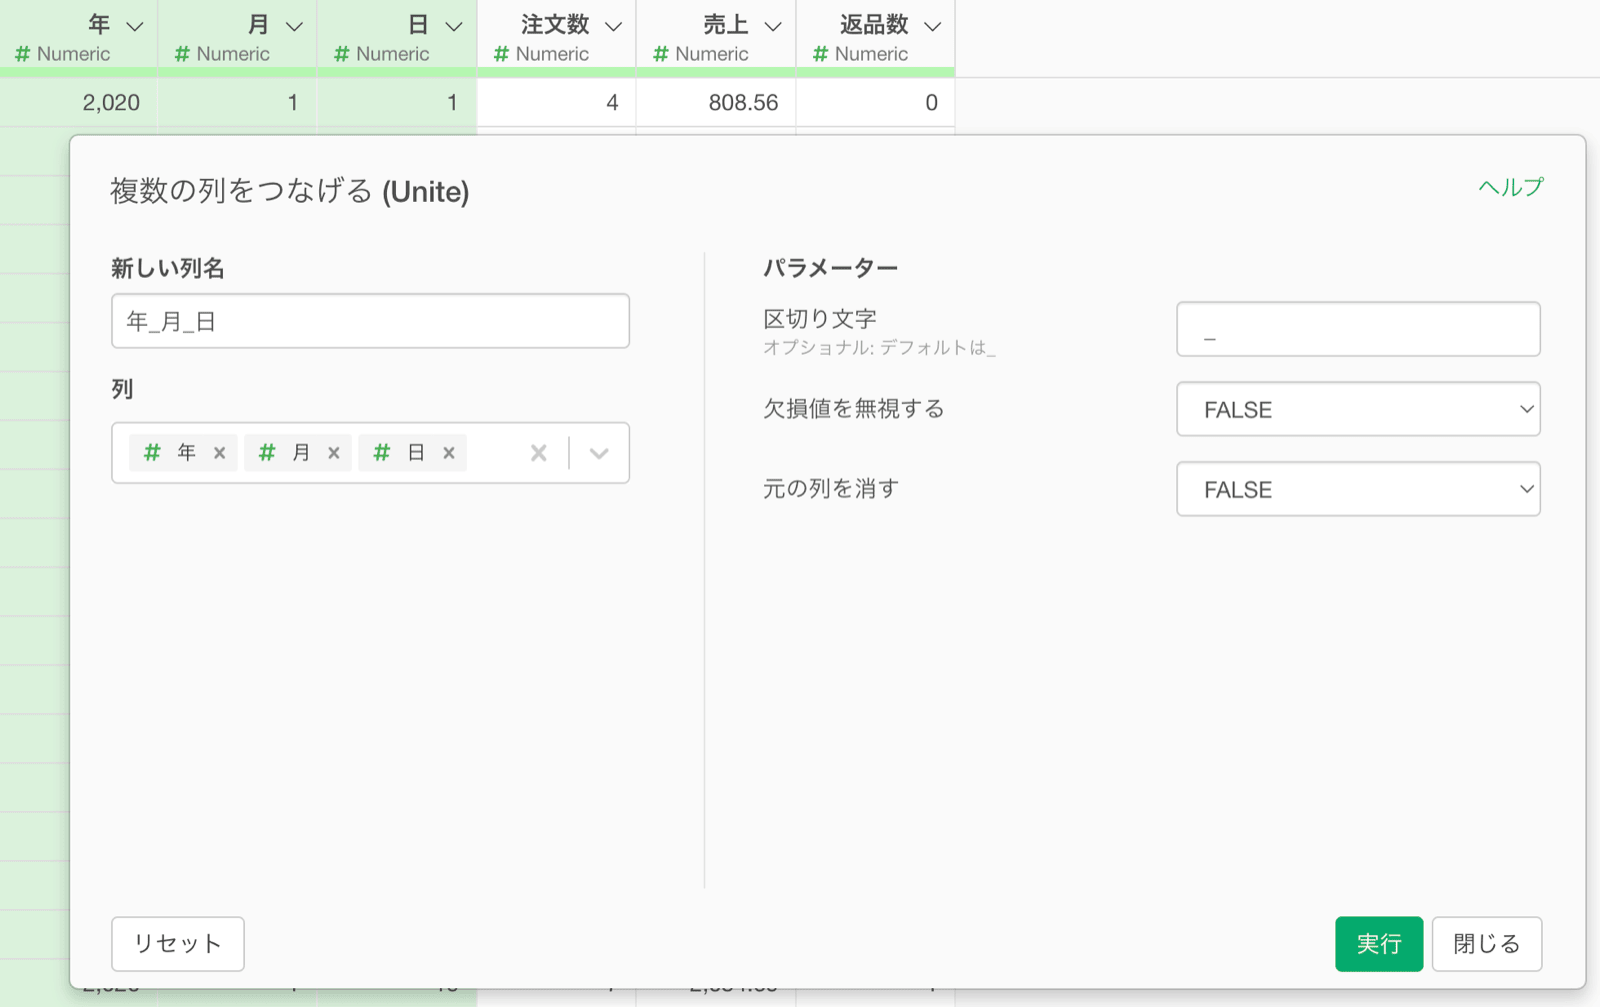 年 月 日 注文数 売上 返品数
# Numeric # Numeric # Numeric # Numeric # Numeric # Numeric
2,020 1 1 4 808.56 0
複数の列をつなげる (Unite)
ヘルプ
新しい列名
年_月_日
列
# 年 × # 月 × # 日 ×
パラメーター
区切り文字
オプショナル: デフォルトは_
_
欠損値を無視する
FALSE
元の列を消す
FALSE
リセット
実行
閉じる